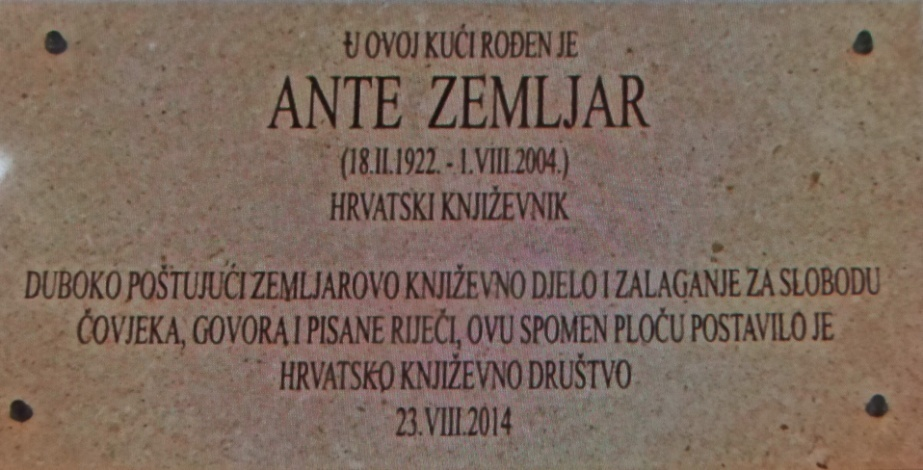 U OVOJ KUĆI ROĐEN JE
ANTE ZEMLJAR
(18.II.1922. - 1.VIII.2004.)
HRVATSKI KNJIŽEVNIK
DUBOKO POŠTUJUĆI ZEMLJAROVO KNJIŽEVNO DJELO I ZALAGANJE ZA SLOBODU
ČOVJEKA, GOVORA I PISANE RIJEČI, OVU SPOMEN PLOČU POSTAVILO JE
HRVATSKO KNJIŽEVNO DRUŠTVO
23.VIII.2014